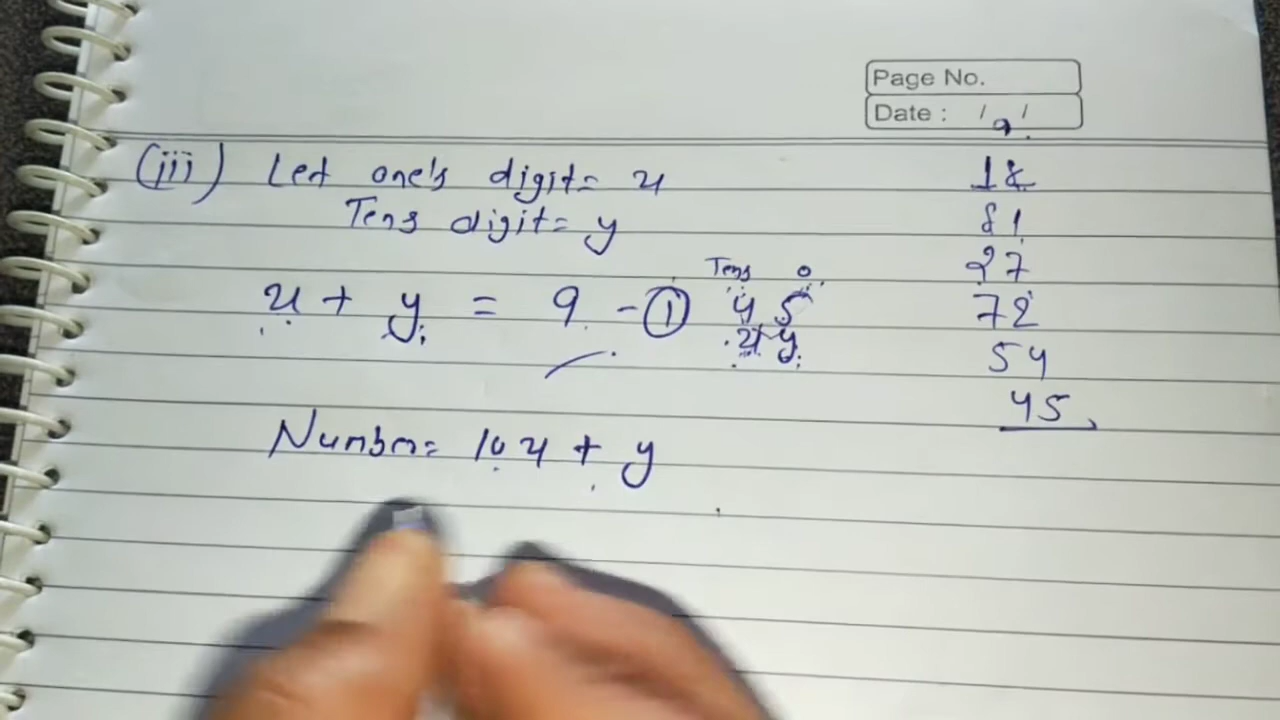 Page No.
Date : / 9 /
(iii) Let one's digit = x
Tens digit = y
x + y = 9 - ①
Tens o
4 5
x y
Number = 10x + y
18
81
27
72
54
45